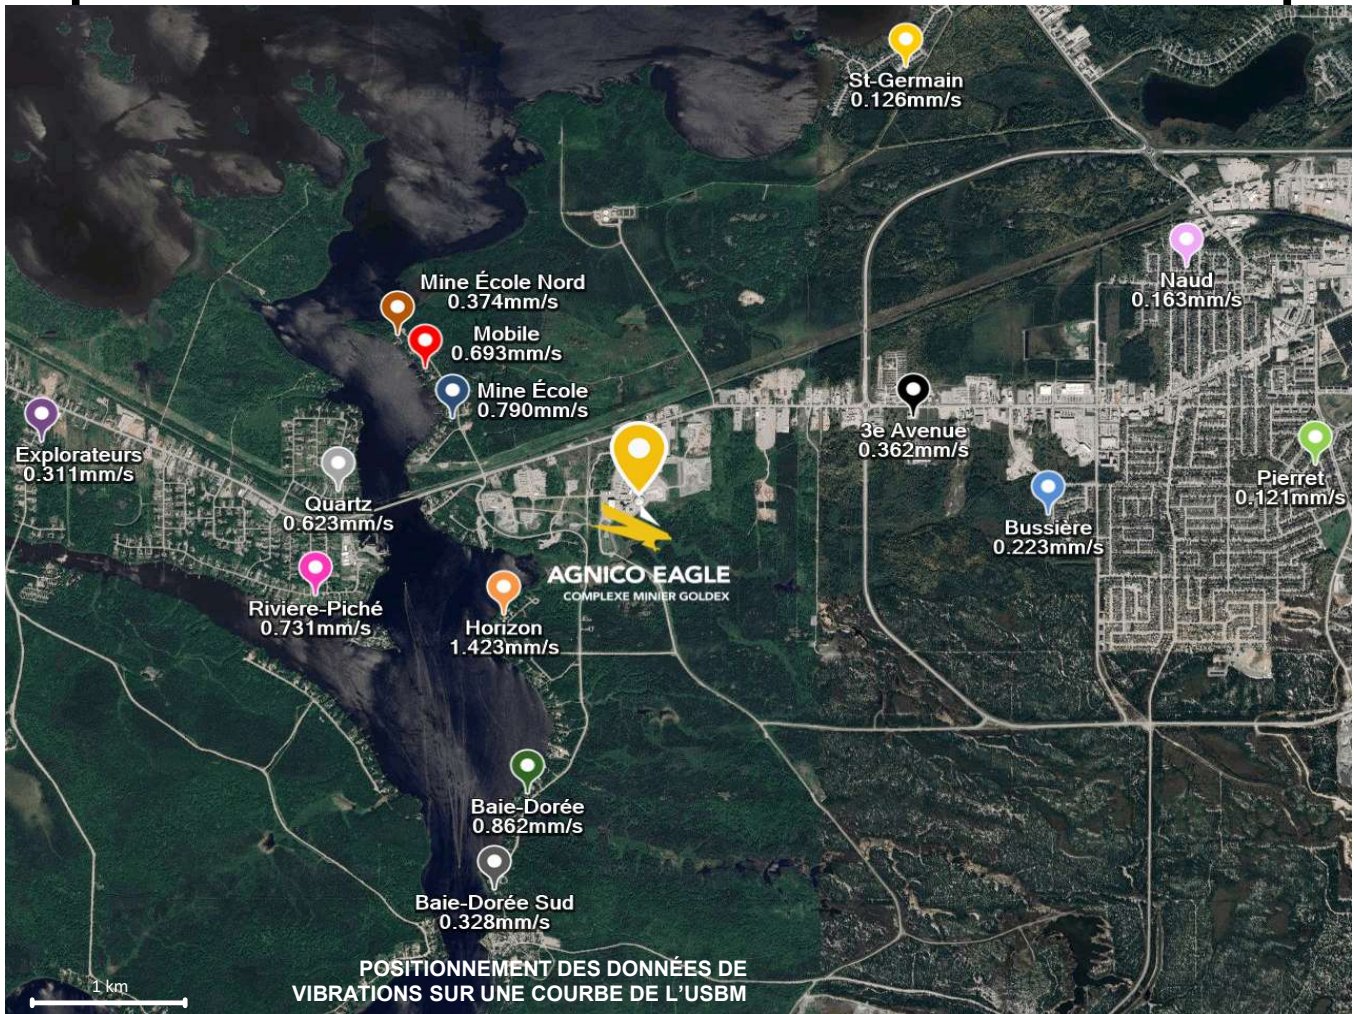 St-Germain
0.126mm/s
Naud
0.163mm/s
Mine École Nord
0.374mm/s
Mobile
0.693mm/s
Mine École
0.790mm/s
3e Avenue
0.362mm/s
Explorateurs
0.311mm/s
Quartz
0.623mm/s
Pierret
0.121mm/s
Bussière
0.223mm/s
AGNICO EAGLE
COMPLEXE MINIER GOLDEX
Riviere-Piché
0.731mm/s
Horizon
1.423mm/s
Baie-Dorée
0.862mm/s
Baie-Dorée Sud
0.328mm/s
POSITIONNEMENT DES DONNÉES DE
VIBRATIONS SUR UNE COURBE DE L'USBM
1 km